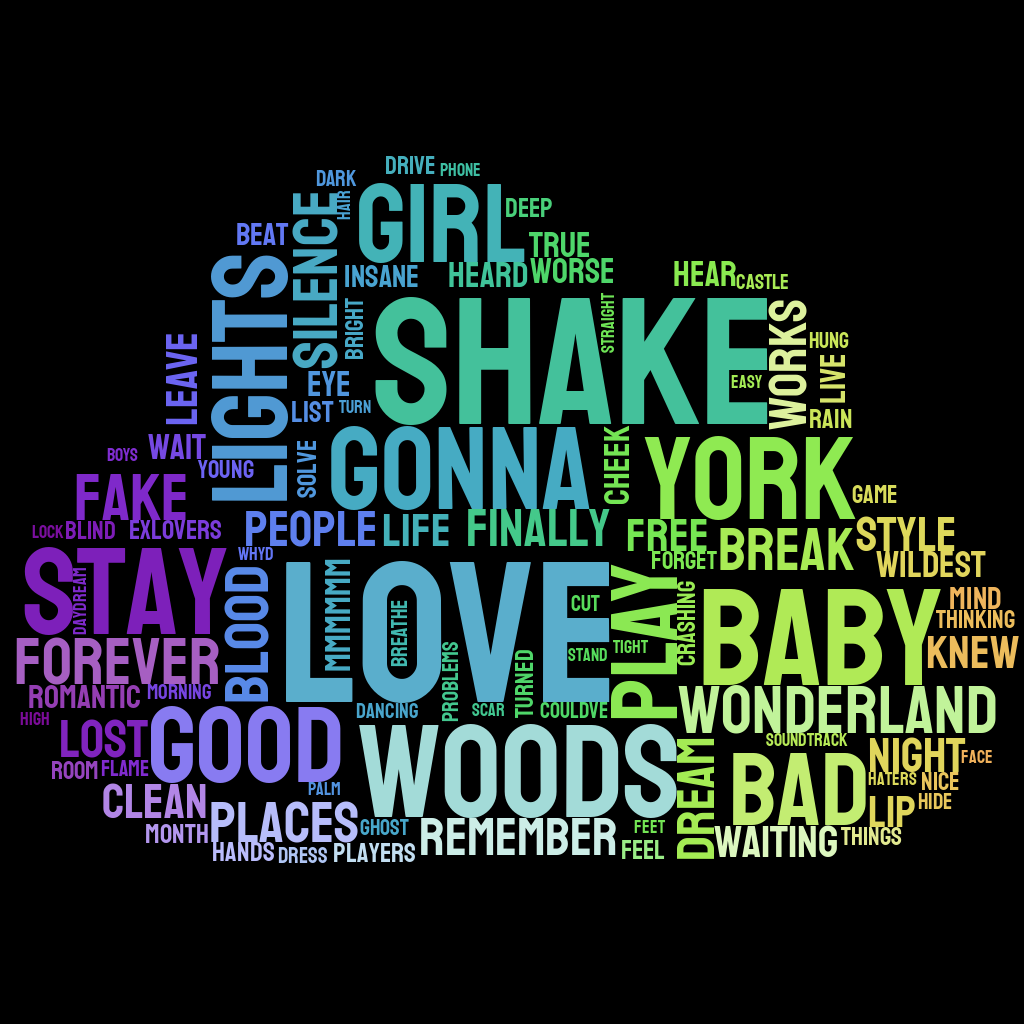 DRIVE
PHONE
DARK
HAIR
GIRL
DEEP
SILENCE
BEAT
TRUE
INSANE
HEARD
WORSE
HEAR
CASTLE
LIGHTS
BRIGHT
SHAKE
STRAIGHT
WORKS
HUNG
LEAVE
LIVE
EYE
EASY
LIST
TURN
RAIN
BOYS
WAIT
YOUNG
SOLVE
GONNA
CHEEK
YORK
GAME
FAKE
LOCK
BLIND
EXLOVERS
PEOPLE
LIFE
FINALLY
FREE
BREAK
STYLE
WHYD
FORGET
WILDEST
STAY
DAYDREAM
BLOOD
MMMMMM
LOVE
BREATHE
CUT
PLAY
CRASHING
BABY
MIND
THINKING
FOREVER
PROBLEMS
TURNED
STAND
TIGHT
KNEW
ROMANTIC
MORNING
DANCING
SCAR
COULDVE
WONDERLAND
HIGH
LOST
GOOD
WOODS
DREAM
SOUNDTRACK
NIGHT
FACE
ROOM
FLAME
BAD
HATERS
NICE
CLEAN
PALM
LIP
HIDE
MONTH
PLACES
GHOST
REMEMBER
FEET
WAITING
THINGS
HANDS
DRESS
PLAYERS
FEEL